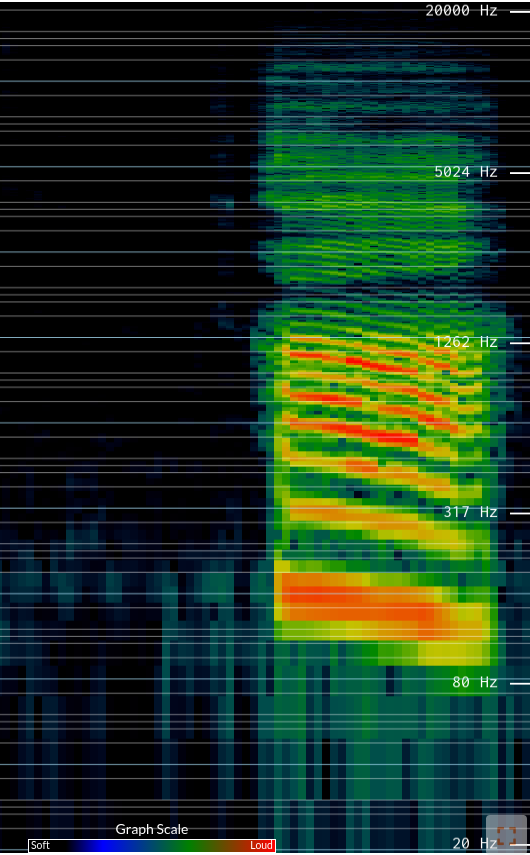 20000 Hz
5024 Hz
1262 Hz
317 Hz
80 Hz
20 Hz
Graph Scale
Soft Loud